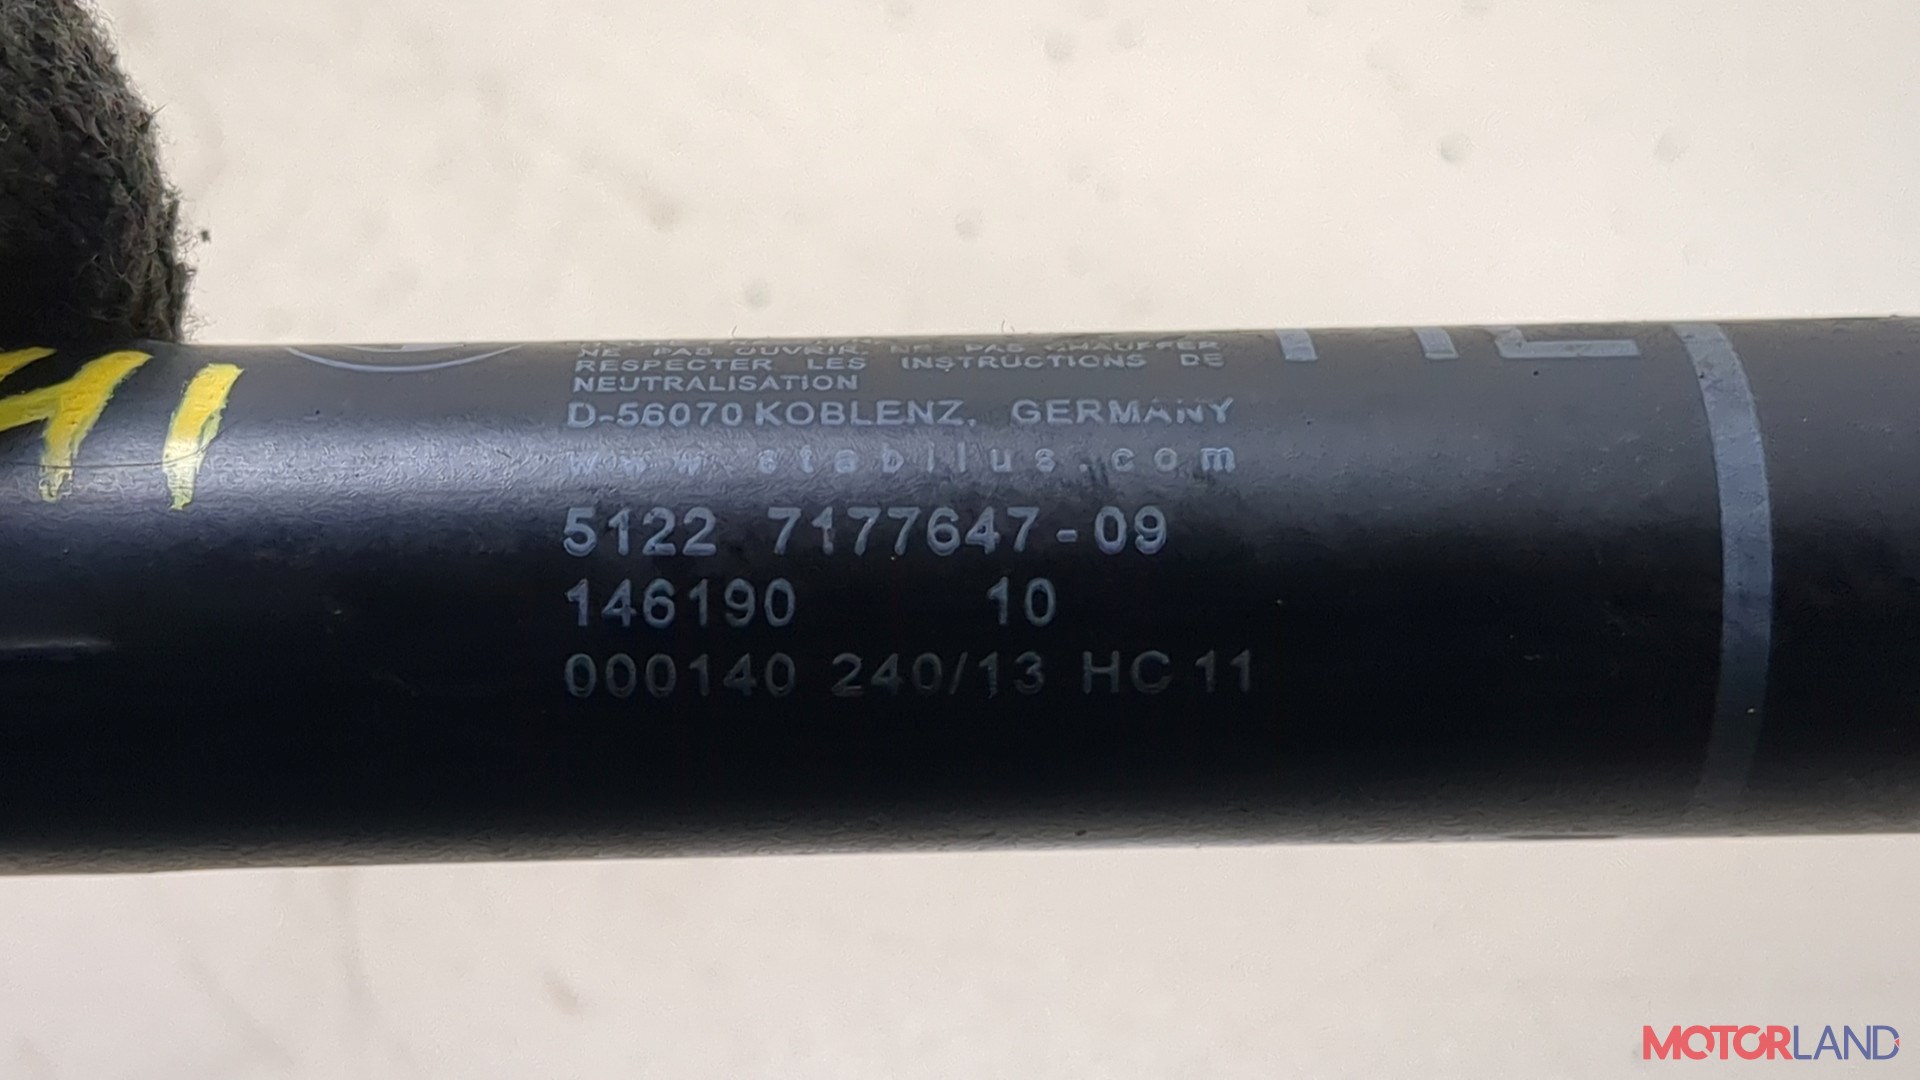 NE PAS OUVRIR. NE PAS CHAUFFER
RESPECTER LES INSTRUCTIONS DE
NEUTRALISATION
D-56070 KOBLENZ, GERMANY
www.stabilus.com
5122 7177647-09
146190 10
000140 240/13 HC 11
MOTORLAND